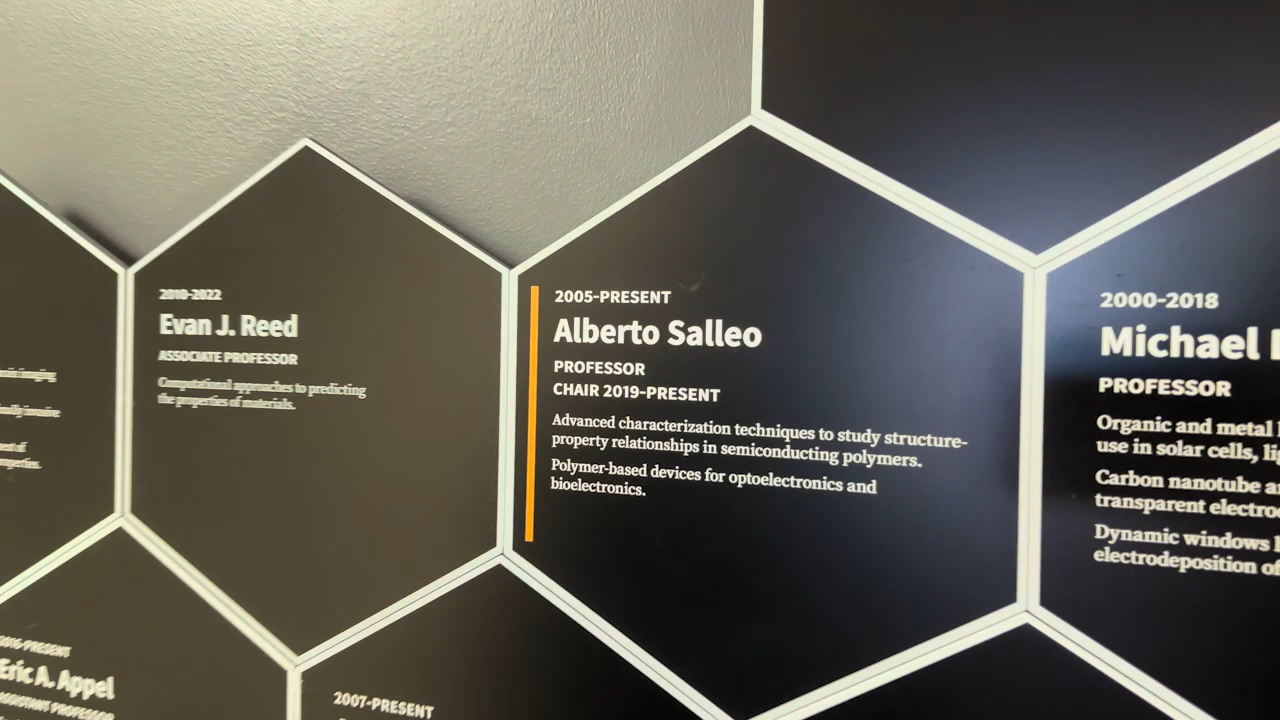 2010-2022
Evan J. Reed
ASSOCIATE PROFESSOR
Computational approaches to predicting
the properties of materials.
2005-PRESENT
Alberto Salleo
PROFESSOR
CHAIR 2019-PRESENT
Advanced characterization techniques to study structure-
property relationships in semiconducting polymers.
Polymer-based devices for optoelectronics and
bioelectronics.
2000-2018
Michael
PROFESSOR
Organic and metal
use in solar cells,
Carbon nanotube
transparent
Dynamic windows
electrodeposition of
2016-PRESENT
Eric A. Appel
ASSISTANT PROFESSOR
2007-PRESENT